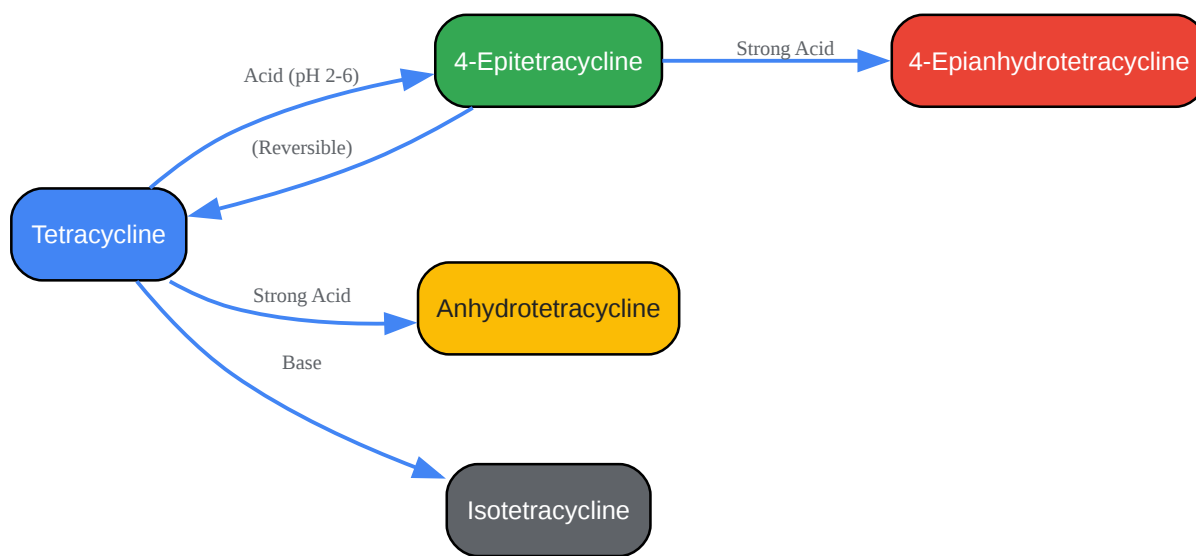 4-Epitetracycline
Strong Acid
4-Epianhydrotetracycline
Acid (pH 2-6)
(Reversible)
Tetracycline
Strong Acid
Anhydrotetracycline
Base
Isotetracycline